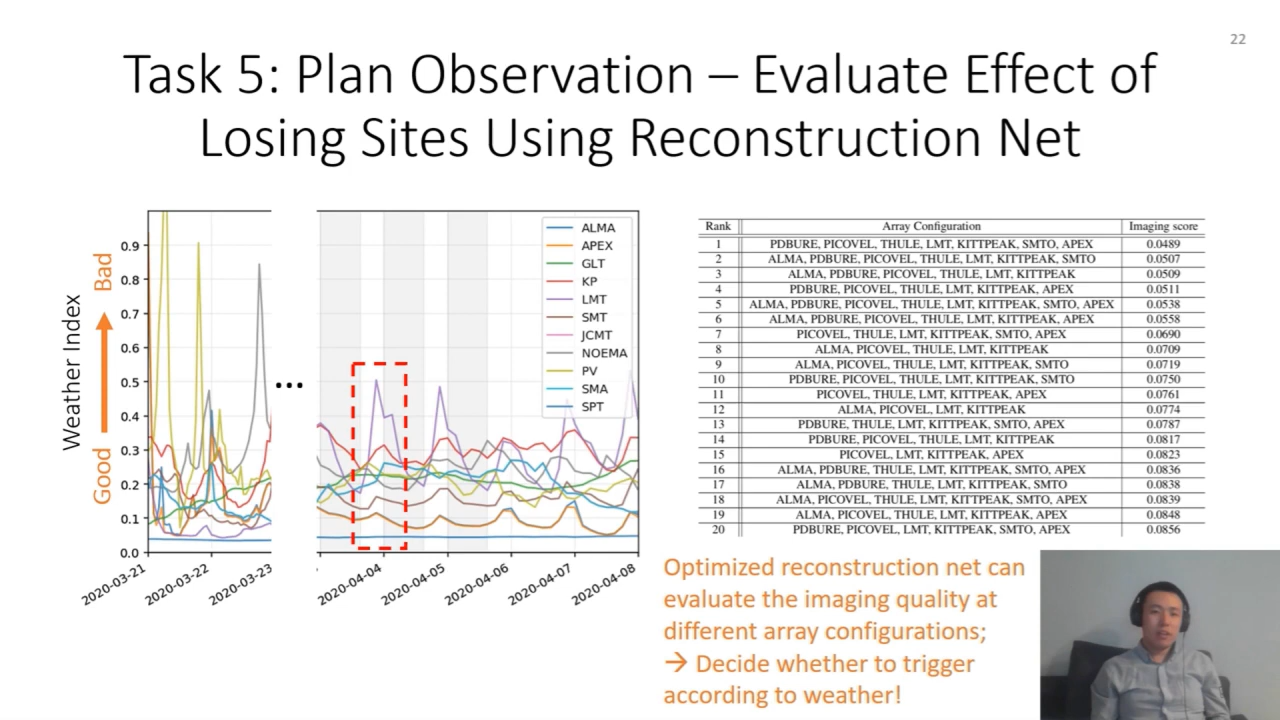 22
Task 5: Plan Observation – Evaluate Effect of
Losing Sites Using Reconstruction Net
Weather Index
Good
Bad
0.9
0.8
0.7
0.6
0.5
0.4
0.3
0.2
0.1
0.0
2020-03-21
2020-03-22
2020-03-23
...
2020-04-04
2020-04-05
2020-04-06
2020-04-07
2020-04-08
ALMA
APEX
GLT
KP
LMT
SMT
JCMT
NOEMA
PV
SMA
SPT
Rank Array Configuration Imaging score
1 PDBURE, PICOVEL, THULE, LMT, KITTPEAK, SMTO, APEX 0.0489
2 ALMA, PDBURE, PICOVEL, THULE, LMT, KITTPEAK, SMTO 0.0507
3 ALMA, PDBURE, PICOVEL, THULE, LMT, KITTPEAK 0.0509
4 PDBURE, PICOVEL, THULE, LMT, KITTPEAK, APEX 0.0511
5 ALMA, PDBURE, PICOVEL, THULE, LMT, KITTPEAK, SMTO, APEX 0.0538
6 ALMA, PDBURE, PICOVEL, THULE, LMT, KITTPEAK, APEX 0.0558
7 PICOVEL, THULE, LMT, KITTPEAK, SMTO, APEX 0.0690
8 ALMA, PICOVEL, THULE, LMT, KITTPEAK 0.0709
9 ALMA, PICOVEL, THULE, LMT, KITTPEAK, SMTO 0.0719
10 PDBURE, PICOVEL, THULE, LMT, KITTPEAK, SMTO 0.0750
11 PICOVEL, THULE, LMT, KITTPEAK, APEX 0.0761
12 ALMA, PICOVEL, LMT, KITTPEAK 0.0774
13 PDBURE, THULE, LMT, KITTPEAK, SMTO, APEX 0.0787
14 PDBURE, PICOVEL, THULE, LMT, KITTPEAK 0.0817
15 PICOVEL, LMT, KITTPEAK, APEX 0.0823
16 ALMA, PDBURE, THULE, LMT, KITTPEAK, SMTO, APEX 0.0836
17 ALMA, PDBURE, THULE, LMT, KITTPEAK, SMTO 0.0838
18 ALMA, PICOVEL, THULE, LMT, KITTPEAK, SMTO, APEX 0.0839
19 ALMA, PICOVEL, THULE, LMT, KITTPEAK, APEX 0.0848
20 PDBURE, PICOVEL, LMT, KITTPEAK, SMTO, APEX 0.0856
Optimized reconstruction net can
evaluate the imaging quality at
different array configurations;
→ Decide whether to trigger
according to weather!